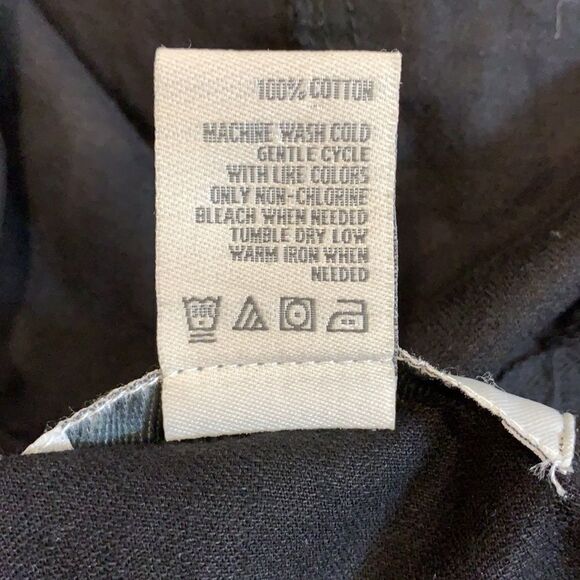 100% COTTON
MACHINE WASH COLD
GENTLE CYCLE
WITH LIKE COLORS
ONLY NON-CHLORINE
BLEACH WHEN NEEDED
TUMBLE DRY LOW
WARM IRON WHEN
NEEDED